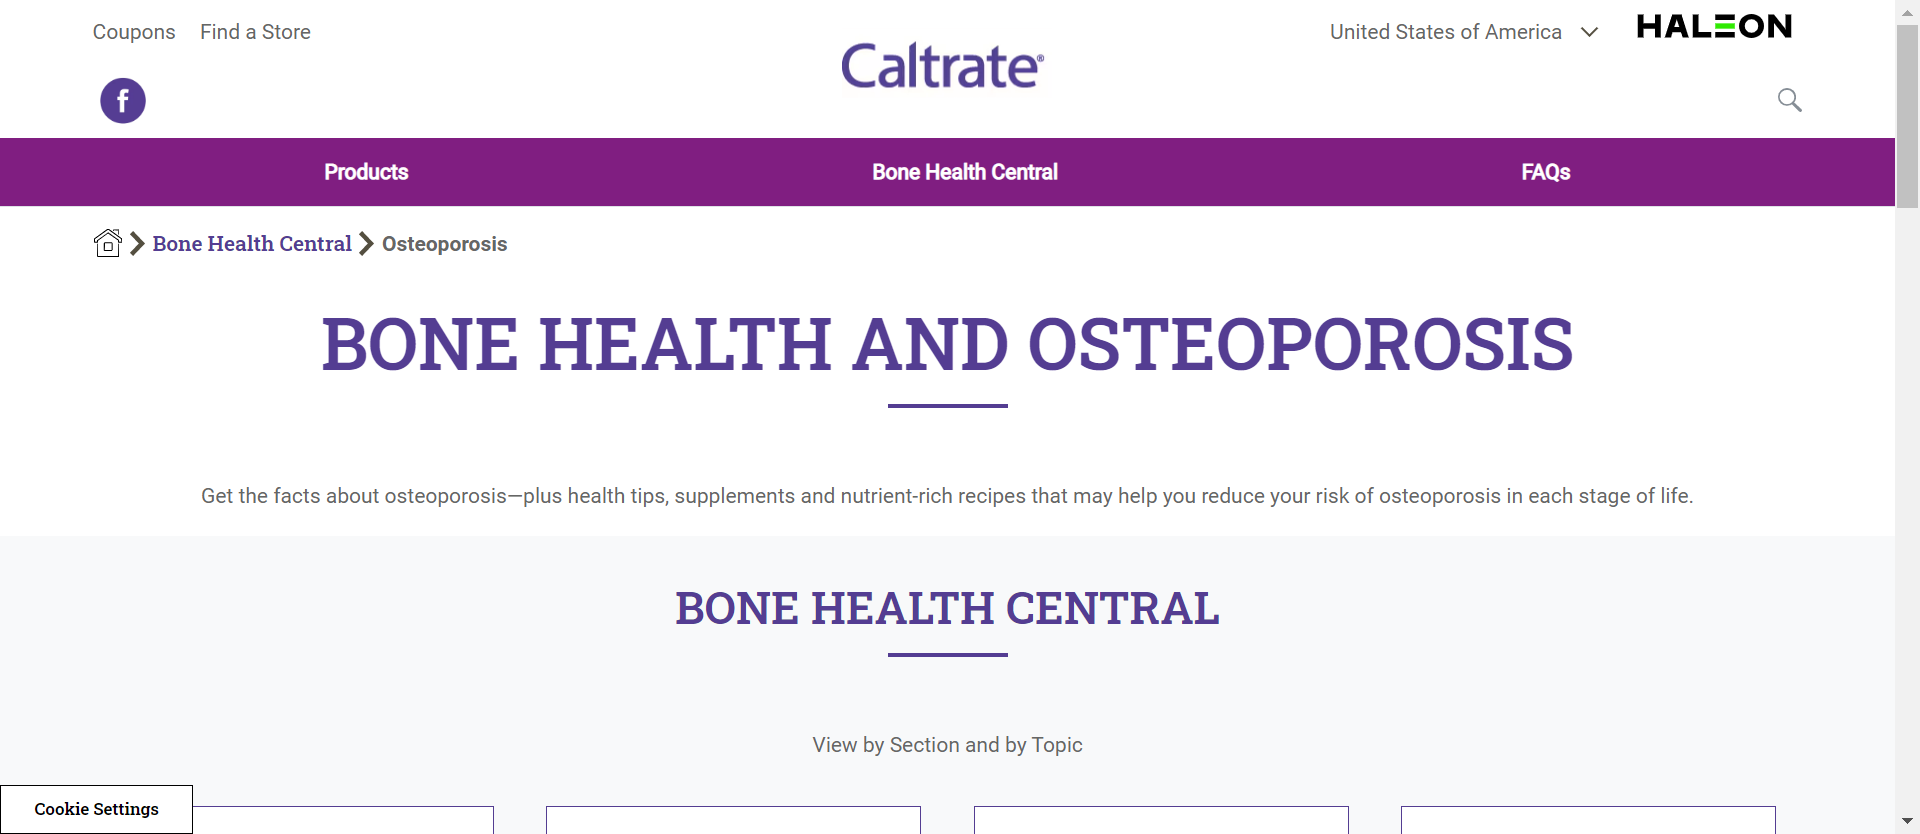 Coupons Find a Store
United States of America
HALEON
Caltrate®
f
Products Bone Health Central FAQs
Bone Health Central Osteoporosis
BONE HEALTH AND OSTEOPOROSIS
Get the facts about osteoporosis—plus health tips, supplements and nutrient-rich recipes that may help you reduce your risk of osteoporosis in each stage of life.
BONE HEALTH CENTRAL
View by Section and by Topic
Cookie Settings